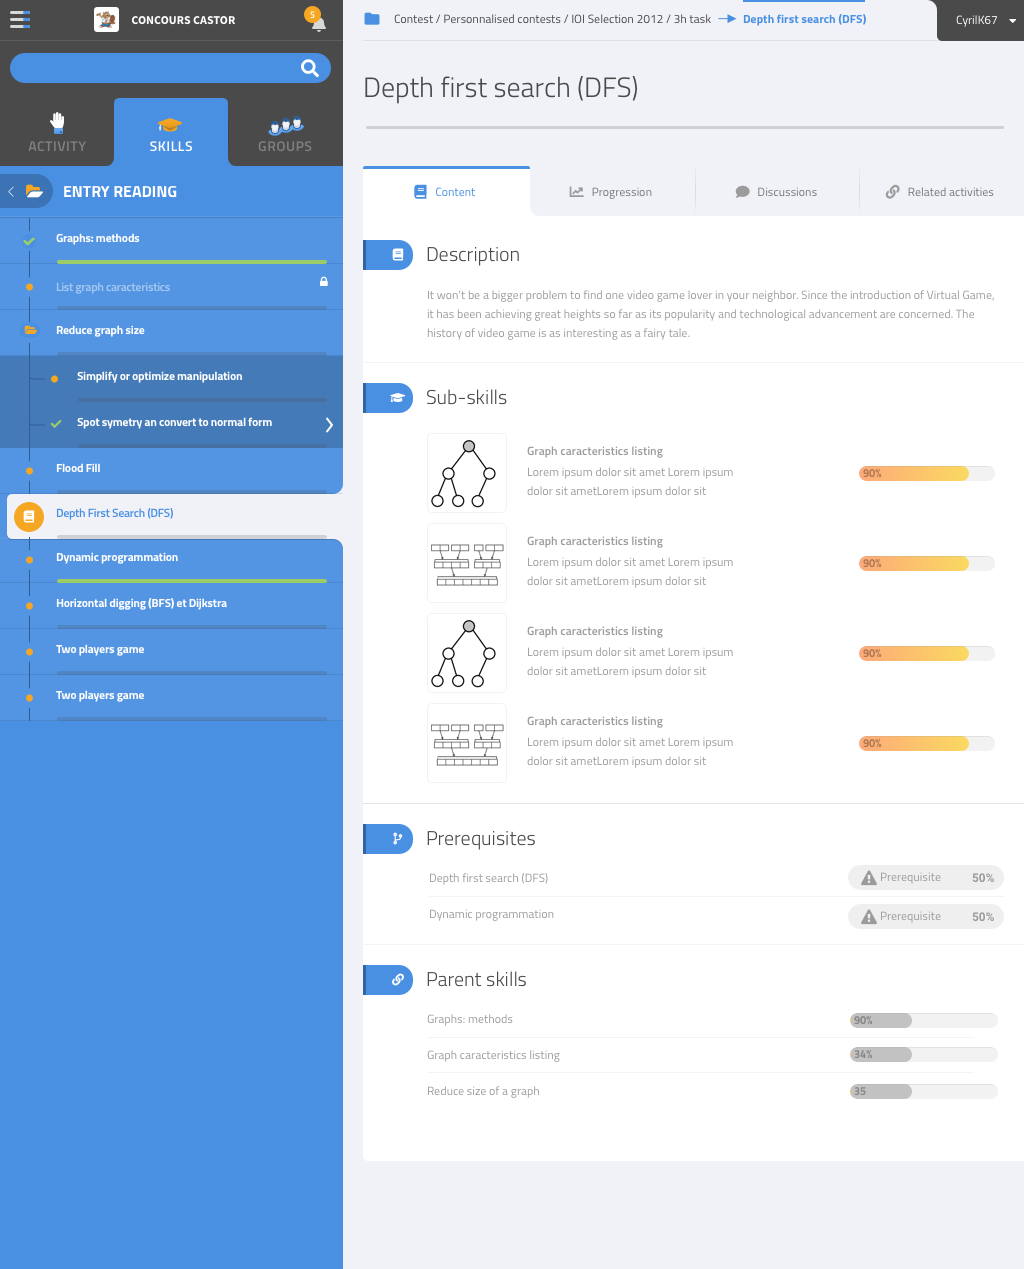 CONCOURS CASTOR
5
ACTIVITY
SKILLS
GROUPS
ENTRY READING
Graphs: methods
List graph caracteristics
Reduce graph size
Simplify or optimize manipulation
Spot symetry an convert to normal form
Flood Fill
Depth First Search (DFS)
Dynamic programmation
Horizontal digging (BFS) et Dijkstra
Two players game
Two players game
Contest / Personnalised contests / IOI Selection 2012 / 3h task
Depth first search (DFS)
CyrilK67
Depth first search (DFS)
Content
Progression
Discussions
Related activities
Description
It won't be a bigger problem to find one video game lover in your neighbor. Since the introduction of Virtual Game,
it has been achieving great heights so far as its popularity and technological advancement are concerned. The
history of video game is as interesting as a fairy tale.
Sub-skills
Graph caracteristics listing
Lorem ipsum dolor sit amet Lorem ipsum
dolor sit ametLorem ipsum dolor sit
90%
Graph caracteristics listing
Lorem ipsum dolor sit amet Lorem ipsum
dolor sit ametLorem ipsum dolor sit
90%
Graph caracteristics listing
Lorem ipsum dolor sit amet Lorem ipsum
dolor sit ametLorem ipsum dolor sit
90%
Graph caracteristics listing
Lorem ipsum dolor sit amet Lorem ipsum
dolor sit ametLorem ipsum dolor sit
90%
Prerequisites
Depth first search (DFS)
Prerequisite 50%
Dynamic programmation
Prerequisite 50%
Parent skills
Graphs: methods
90%
Graph caracteristics listing
34%
Reduce size of a graph
35